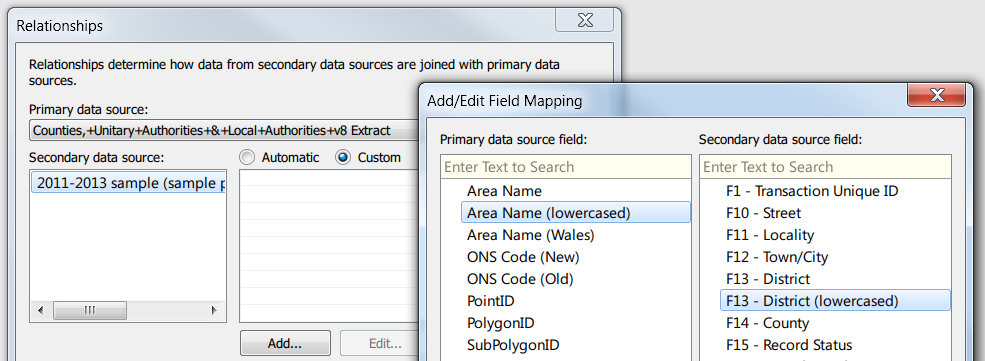 Relationships
Relationships determine how data from secondary data sources are joined with primary data
sources.
Primary data source:
Counties,+Unitary+Authorities+&+Local+Authorities+v8 Extract
Secondary data source:
Automatic
Custom
2011-2013 sample (sample p
Add...
Edit...
Add/Edit Field Mapping
Primary data source field:
Enter Text to Search
Area Name
Area Name (lowercased)
Area Name (Wales)
ONS Code (New)
ONS Code (Old)
PointID
PolygonID
SubPolygonID
Secondary data source field:
Enter Text to Search
F1 - Transaction Unique ID
F10 - Street
F11 - Locality
F12 - Town/City
F13 - District
F13 - District (lowercased)
F14 - County
F15 - Record Status